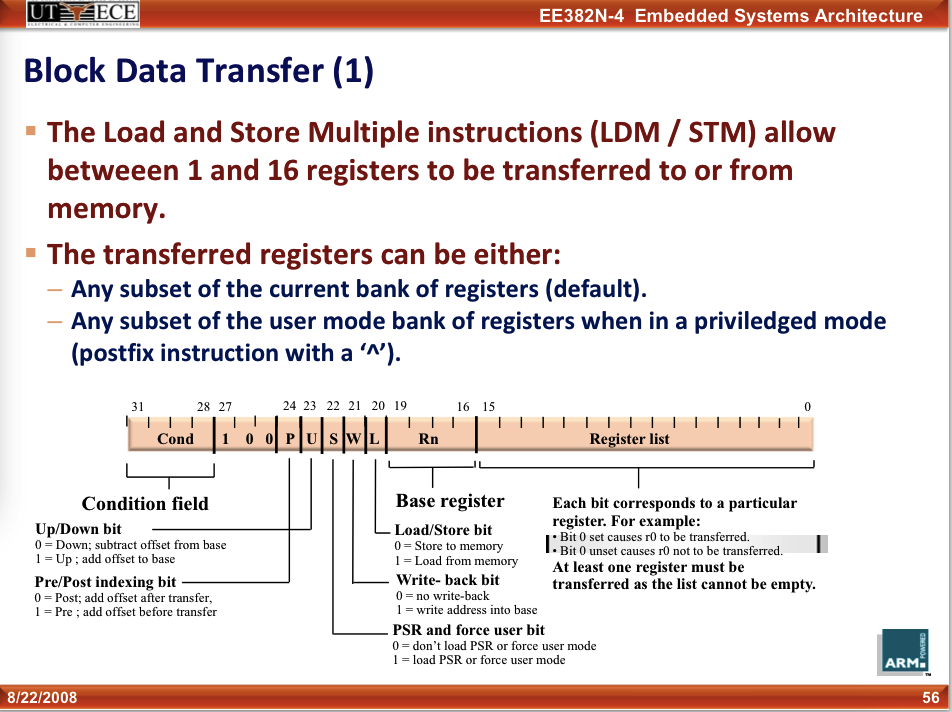 UT ECE
ELECTRICAL & COMPUTER ENGINEERING
EE382N-4 Embedded Systems Architecture
Block Data Transfer (1)
The Load and Store Multiple instructions (LDM / STM) allow
betweeen 1 and 16 registers to be transferred to or from
memory.
The transferred registers can be either:
– Any subset of the current bank of registers (default).
– Any subset of the user mode bank of registers when in a priviledged mode
(postfix instruction with a ‘^’).
31 28 27 24 23 22 21 20 19 16 15 0
Cond 1 0 0 P U S W L Rn Register list
Condition field
Up/Down bit
0 = Down; subtract offset from base
1 = Up ; add offset to base
Pre/Post indexing bit
0 = Post; add offset after transfer,
1 = Pre ; add offset before transfer
Base register
Load/Store bit
0 = Store to memory
1 = Load from memory
Write- back bit
0 = no write-back
1 = write address into base
PSR and force user bit
0 = don’t load PSR or force user mode
1 = load PSR or force user mode
Each bit corresponds to a particular
register. For example:
• Bit 0 set causes r0 to be transferred.
• Bit 0 unset causes r0 not to be transferred.
At least one register must be
transferred as the list cannot be empty.
ARM POWERED ™
8/22/2008
56